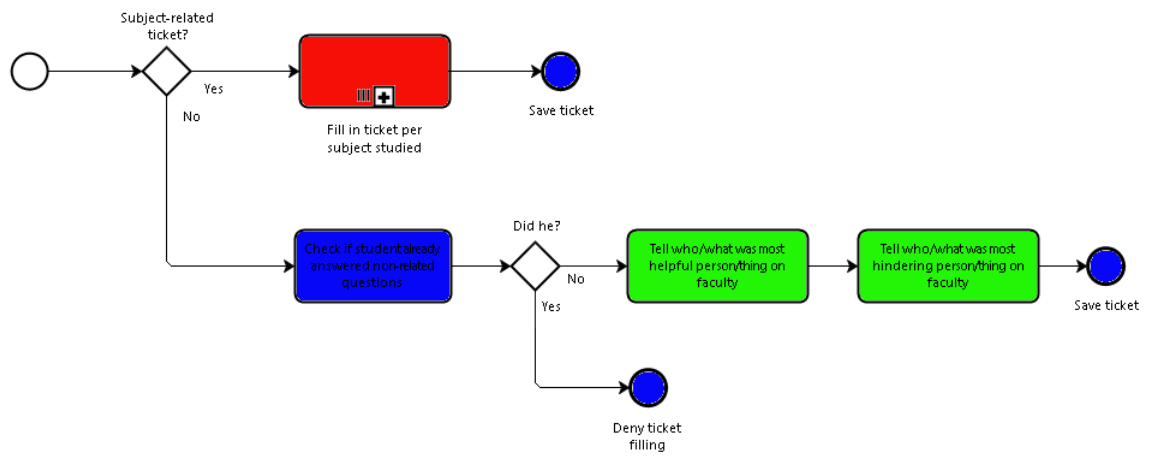 Subject-related
ticket?
Yes
No
Fill in ticket per
subject studied
Save ticket
Check if student already
answered non-related
questions
Did he?
No
Yes
Tell who/what was most
helpful person/thing on
faculty
Tell who/what was most
hindering person/thing on
faculty
Save ticket
Deny ticket
filling